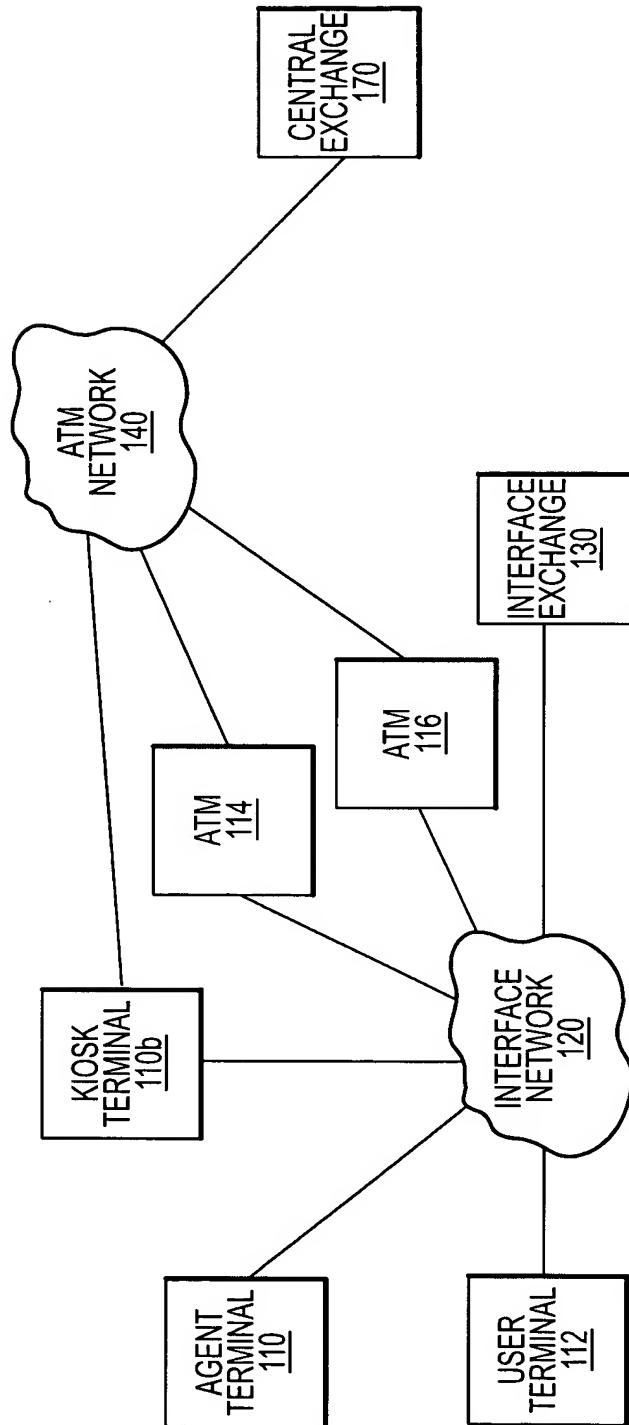 ATM
NETWORK
140
CENTRAL
EXCHANGE
170
KIOSK
TERMINAL
110b
ATM
114
ATM
116
AGENT
TERMINAL
110
INTERFACE
NETWORK
120
INTERFACE
EXCHANGE
130
USER
TERMINAL
112